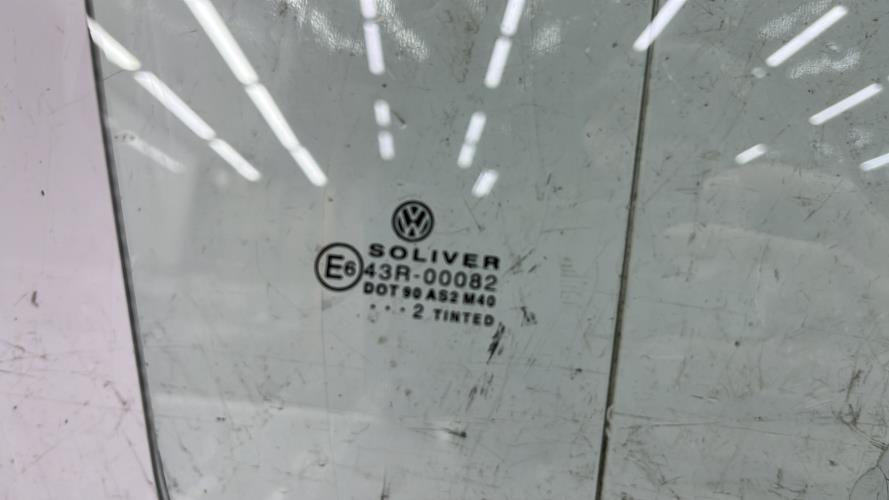 SOLIVER
E6 43R-00082
DOT 90 AS2 M40
··· 2 TINTED